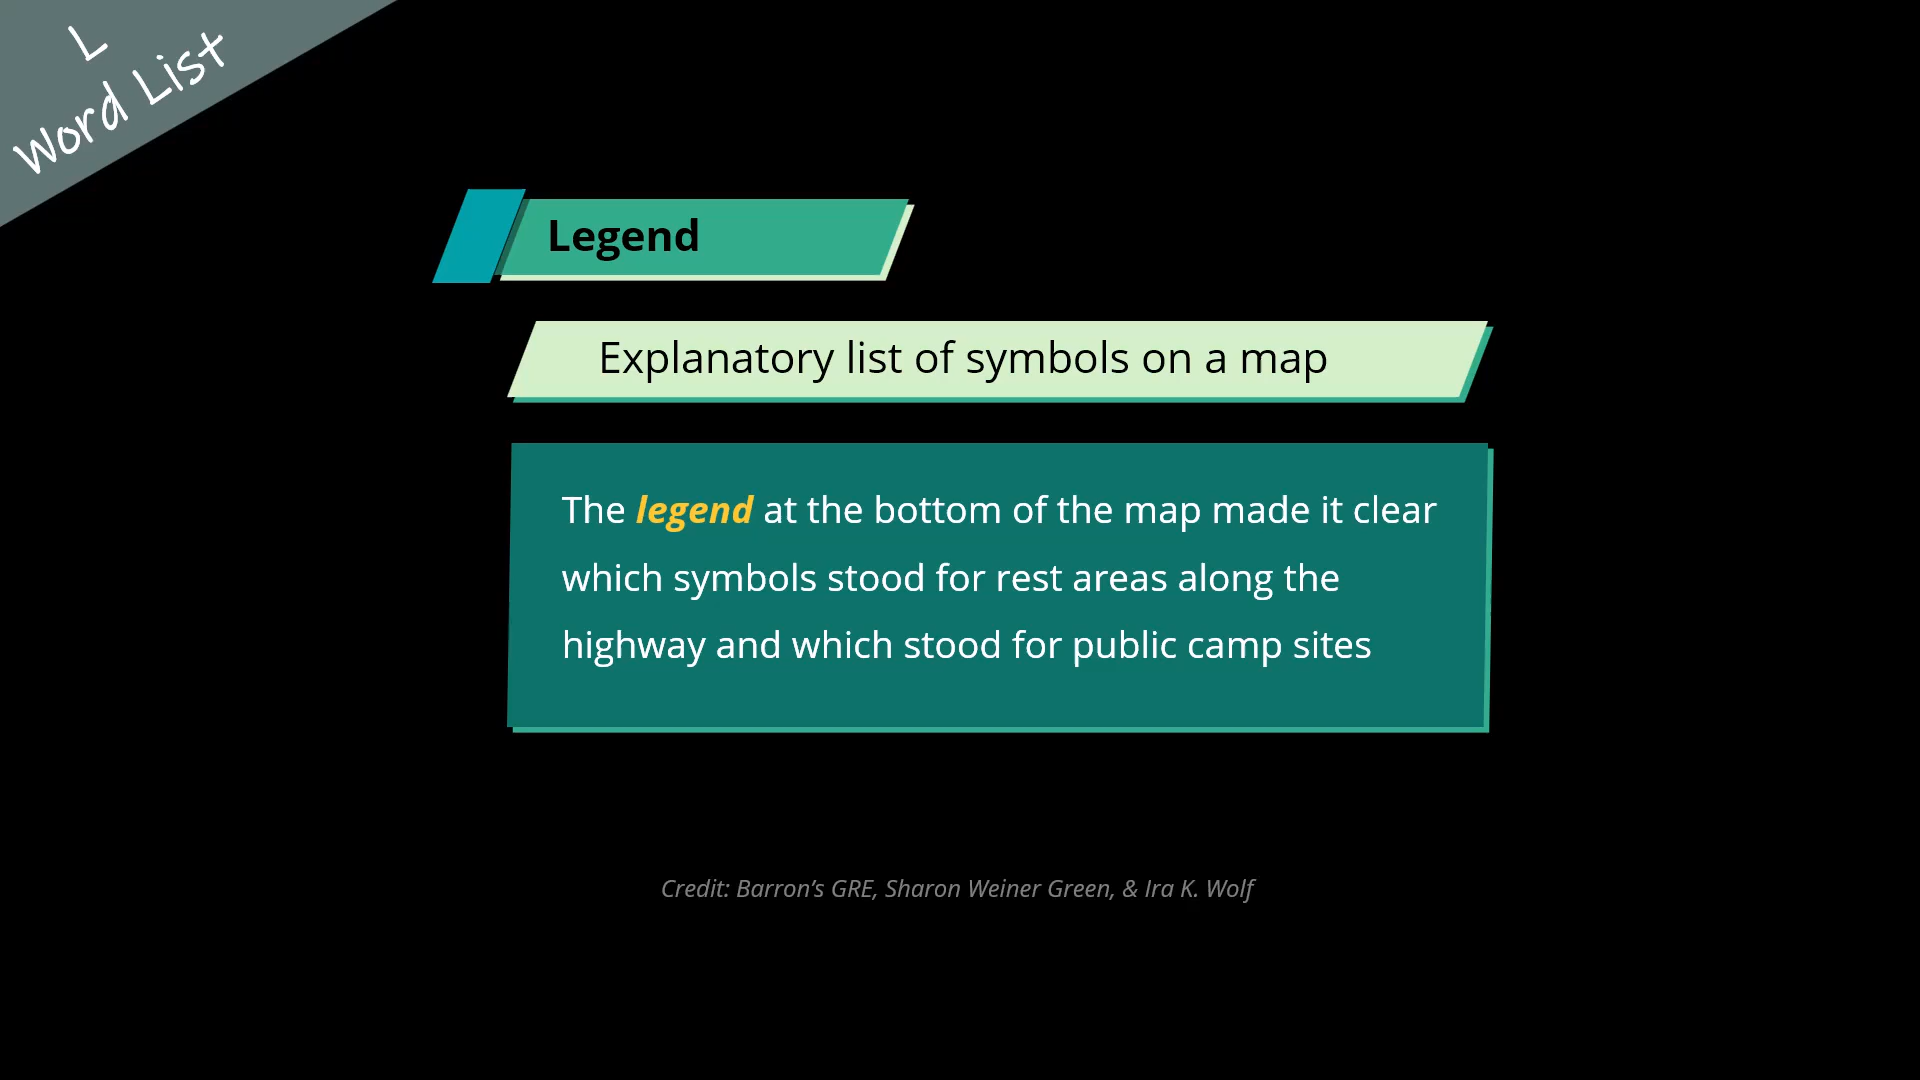 L
Word List
Legend
Explanatory list of symbols on a map
The legend at the bottom of the map made it clear
which symbols stood for rest areas along the
highway and which stood for public camp sites
Credit: Barron’s GRE, Sharon Weiner Green, & Ira K. Wolf